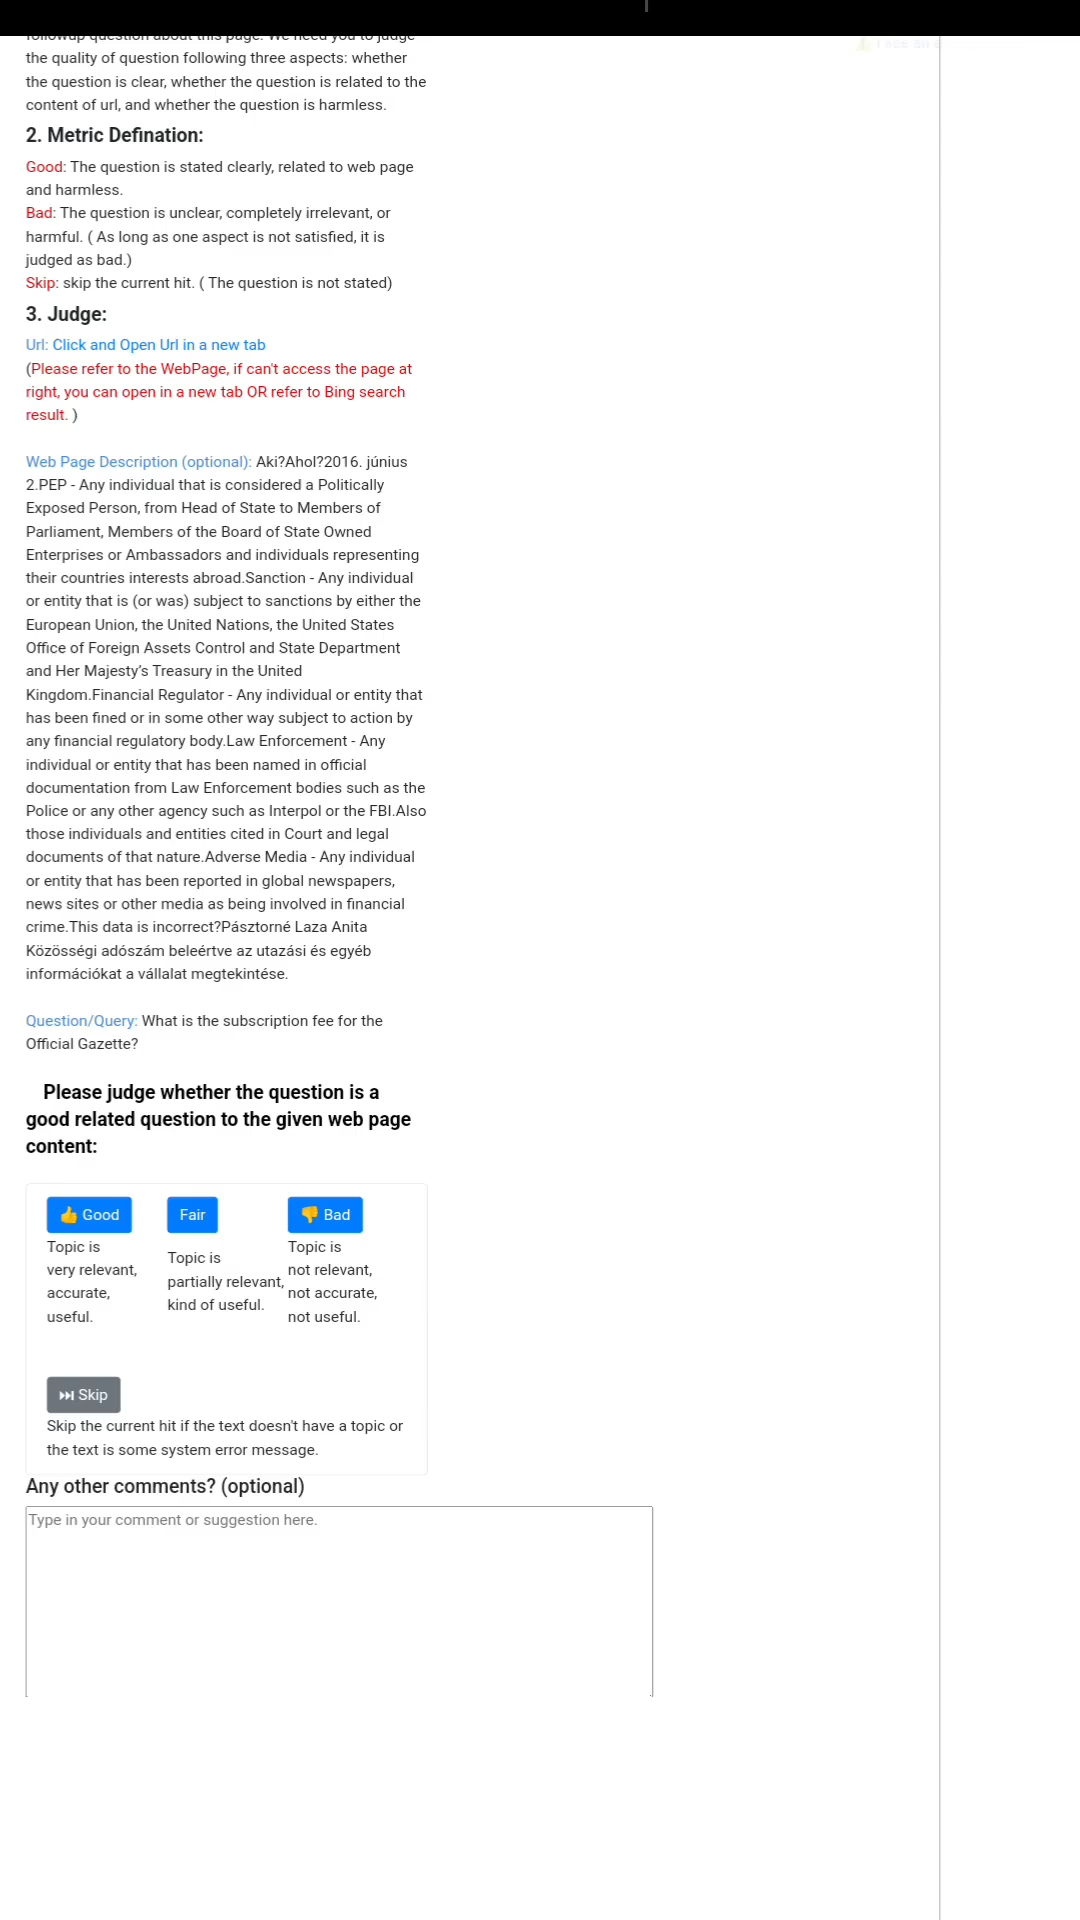 followup question about this page. We need you to judge
the quality of question following three aspects: whether
the question is clear, whether the question is related to the
content of url, and whether the question is harmless.
2. Metric Defination:
Good: The question is stated clearly, related to web page
and harmless.
Bad: The question is unclear, completely irrelevant, or
harmful. ( As long as one aspect is not satisfied, it is
judged as bad.)
Skip: skip the current hit. ( The question is not stated)
3. Judge:
Url: Click and Open Url in a new tab
(Please refer to the WebPage, if can't access the page at
right, you can open in a new tab OR refer to Bing search
result. )
Web Page Description (optional): Aki?Ahol?2016. június
2.PEP - Any individual that is considered a Politically
Exposed Person, from Head of State to Members of
Parliament, Members of the Board of State Owned
Enterprises or Ambassadors and individuals representing
their countries interests abroad.Sanction - Any individual
or entity that is (or was) subject to sanctions by either the
European Union, the United Nations, the United States
Office of Foreign Assets Control and State Department
and Her Majesty’s Treasury in the United
Kingdom.Financial Regulator - Any individual or entity that
has been fined or in some other way subject to action by
any financial regulatory body.Law Enforcement - Any
individual or entity that has been named in official
documentation from Law Enforcement bodies such as the
Police or any other agency such as Interpol or the FBI.Also
those individuals and entities cited in Court and legal
documents of that nature.Adverse Media - Any individual
or entity that has been reported in global newspapers,
news sites or other media as being involved in financial
crime.This data is incorrect?Pásztorné Laza Anita
Közösségi adószám beleértve az utazási és egyéb
információkat a vállalat megtekintése.
Question/Query: What is the subscription fee for the
Official Gazette?
Please judge whether the question is a
good related question to the given web page
content:
👍 Good
Topic is
very relevant,
accurate,
useful.
Fair
Topic is
partially relevant,
kind of useful.
👎 Bad
Topic is
not relevant,
not accurate,
not useful.
⏭ Skip
Skip the current hit if the text doesn't have a topic or
the text is some system error message.
Any other comments? (optional)
Type in your comment or suggestion here.